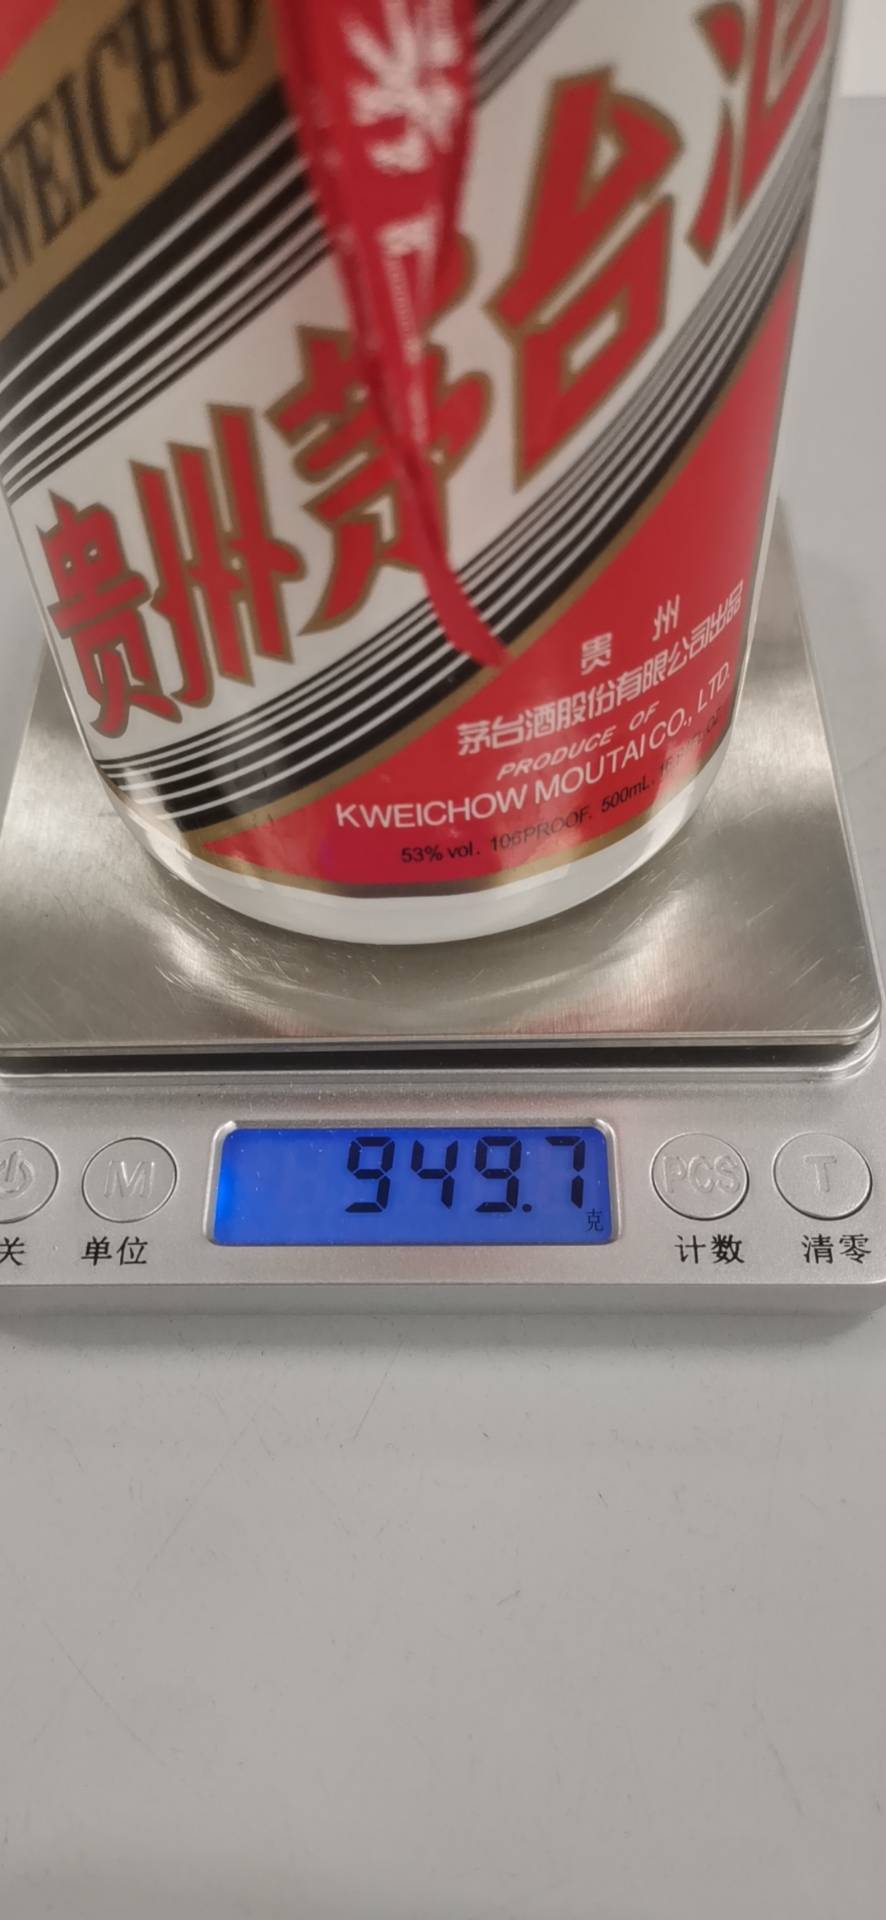 WEICHO
贵州茅台酒
贵 州
茅台酒股份有限公司出品
PRODUCE OF
KWEICHOW MOUTAI CO., LTD.
53% vol. 106PROOF. 500mL.
949.7
克
M
PCS
T
关
单位
计数
清零